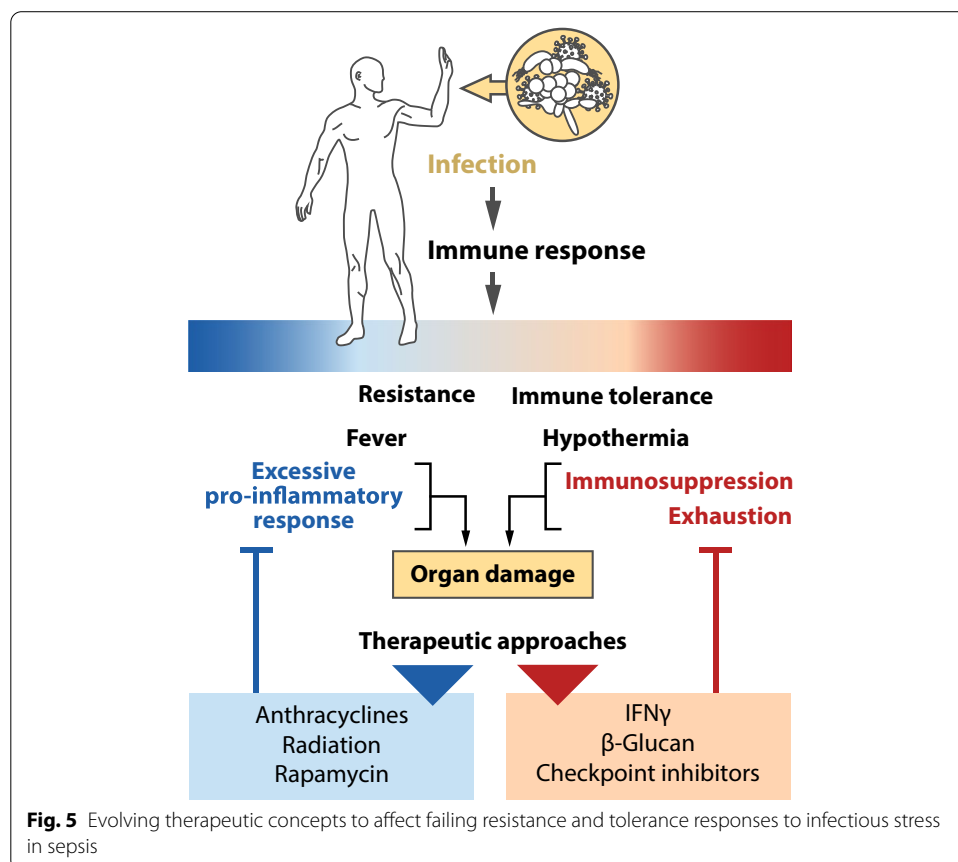 Infection
Immune response
Resistance
Immune tolerance
Fever
Hypothermia
Excessive
pro-inflammatory
response
Immunosuppression
Exhaustion
Organ damage
Therapeutic approaches
Anthracyclines
Radiation
Rapamycin
IFNγ
β-Glucan
Checkpoint inhibitors
Fig. 5 Evolving therapeutic concepts to affect failing resistance and tolerance responses to infectious stress
in sepsis